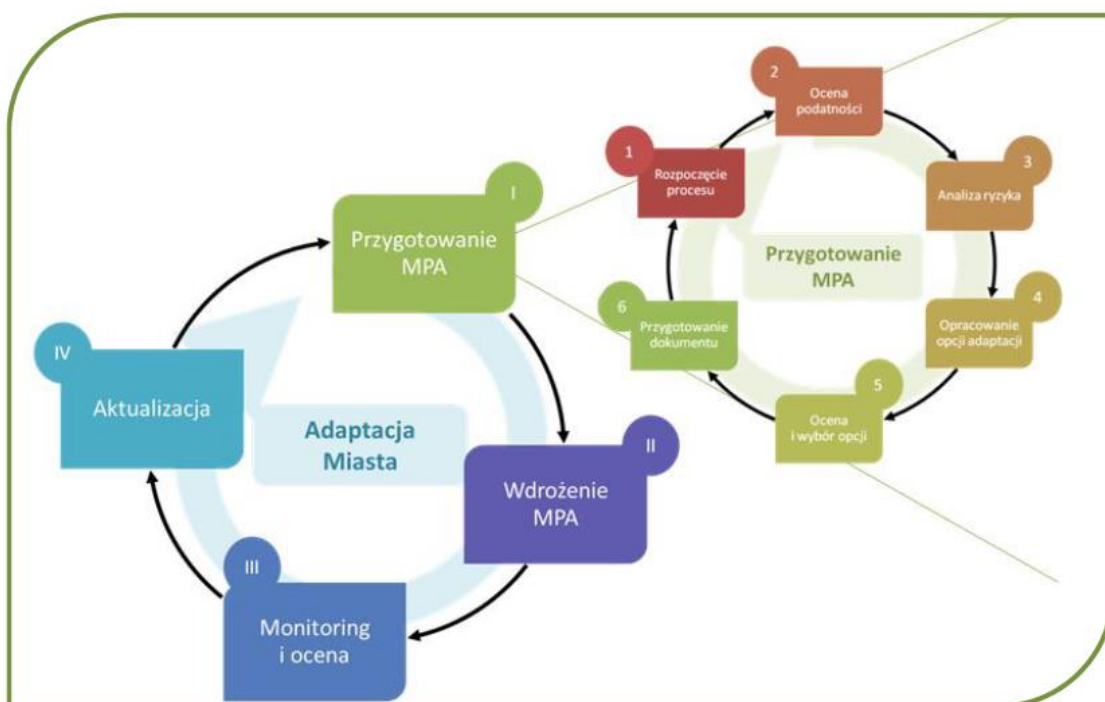 I
Przygotowanie
MPA
II
Wdrożenie
MPA
III
Monitoring
i ocena
IV
Aktualizacja
Adaptacja
Miasta
1
Rozpoczęcie
procesu
2
Ocena
podatności
3
Analiza ryzyka
4
Opracowanie
opcji adaptacji
5
Ocena
i wybór opcji
6
Przygotowanie
dokumentu
Przygotowanie
MPA